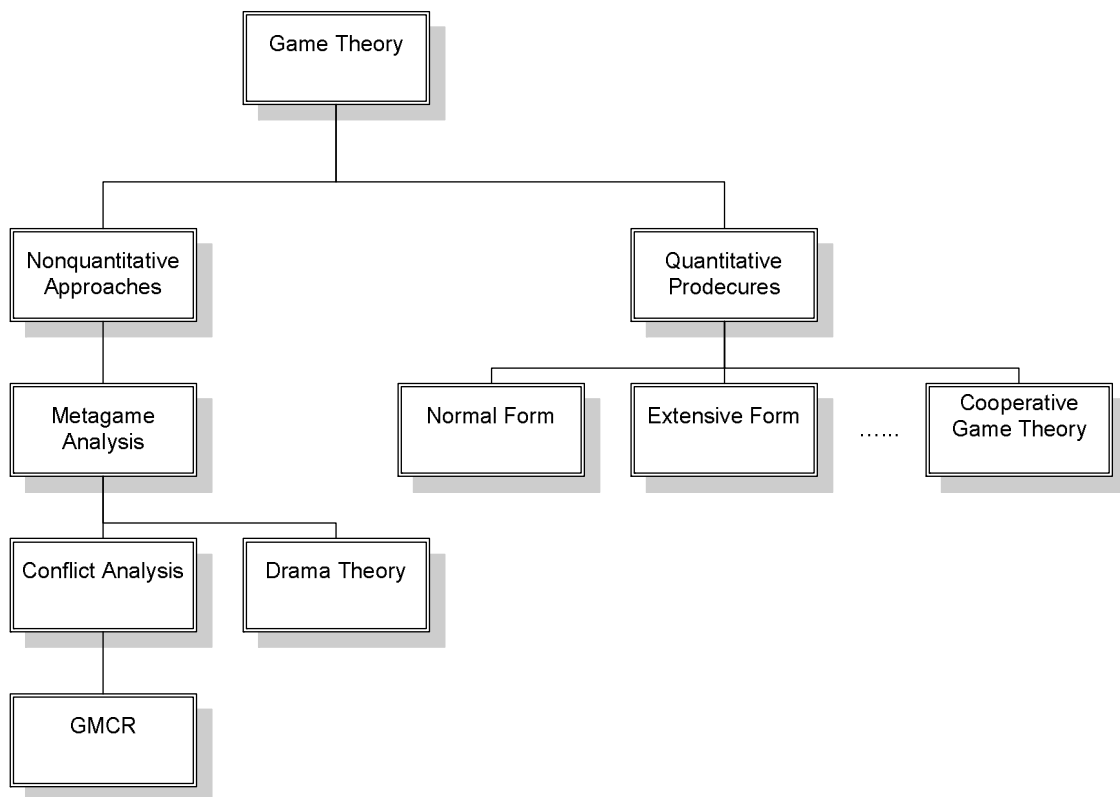 Game Theory
Nonquantitative
Approaches
Quantitative
Prodecures
Metagame
Analysis
Normal Form
Extensive Form
......
Cooperative
Game Theory
Conflict Analysis
Drama Theory
GMCR